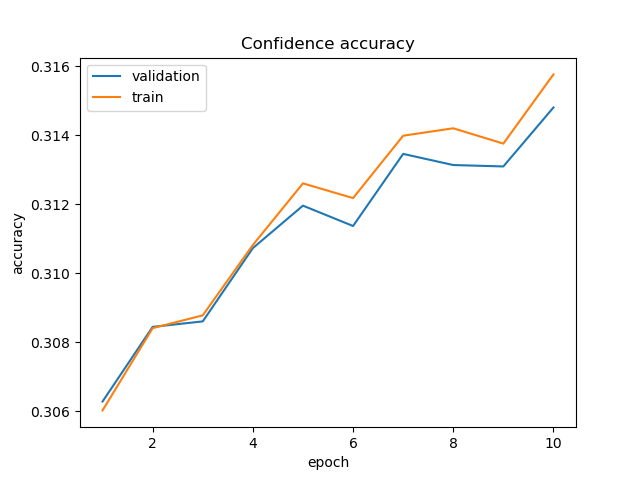 Confidence accuracy
validation
train
0.316
0.314
0.312
0.310
0.308
0.306
accuracy
2 4 6 8 10
epoch